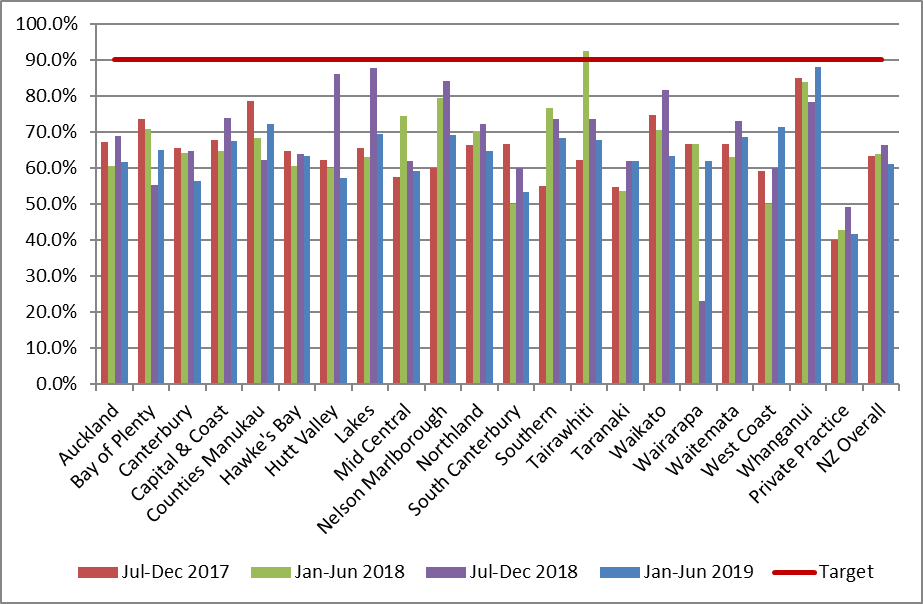 100.0%
90.0%
80.0%
70.0%
60.0%
50.0%
40.0%
30.0%
20.0%
10.0%
0.0%
Auckland
Bay of Plenty
Canterbury
Capital & Coast
Counties Manukau
Hawke's Bay
Hutt Valley
Lakes
Mid Central
Nelson Marlborough
Northland
South Canterbury
Southern
Tairawhiti
Taranaki
Waikato
Wairarapa
Waitemata
West Coast
Whanganui
Private Practice
NZ Overall
Jul-Dec 2017 Jan-Jun 2018 Jul-Dec 2018 Jan-Jun 2019 Target